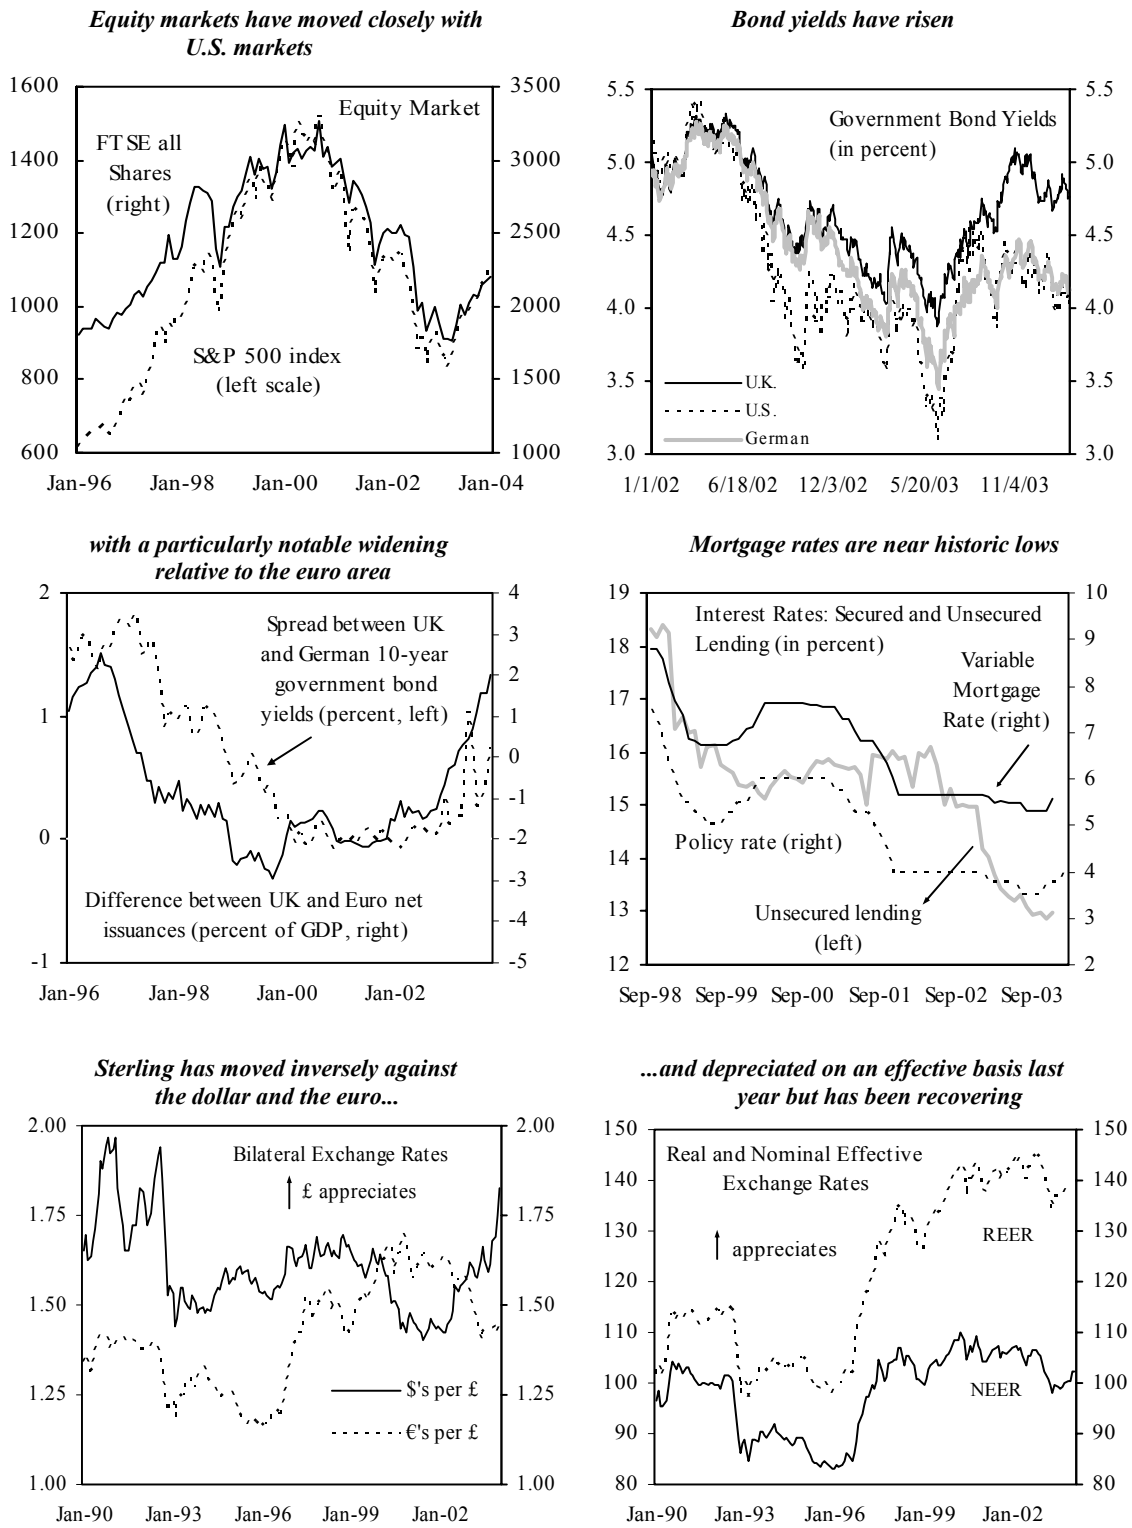 Equity markets have moved closely with
U.S. markets
1600
1400
1200
1000
800
600
3500
3000
2500
2000
1500
1000
Equity Market
FTSE all
Shares
(right)
S&P 500 index
(left scale)
Jan-96 Jan-98 Jan-00 Jan-02 Jan-04
Bond yields have risen
5.5
5.0
4.5
4.0
3.5
3.0
5.5
5.0
4.5
4.0
3.5
3.0
Government Bond Yields
(in percent)
U.K.
U.S.
German
1/1/02 6/18/02 12/3/02 5/20/03 11/4/03
with a particularly notable widening
relative to the euro area
2
1
0
-1
4
3
2
1
0
-1
-2
-3
-4
-5
Spread between UK
and German 10-year
government bond
yields (percent, left)
Difference between UK and Euro net
issuances (percent of GDP, right)
Jan-96 Jan-98 Jan-00 Jan-02
Mortgage rates are near historic lows
19
18
17
16
15
14
13
12
10
9
8
7
6
5
4
3
2
Interest Rates: Secured and Unsecured
Lending (in percent)
Variable
Mortgage
Rate (right)
Policy rate (right)
Unsecured lending
(left)
Sep-98 Sep-99 Sep-00 Sep-01 Sep-02 Sep-03
Sterling has moved inversely against
the dollar and the euro...
2.00
1.75
1.50
1.25
1.00
2.00
1.75
1.50
1.25
1.00
Bilateral Exchange Rates
£ appreciates
$'s per £
€'s per £
Jan-90 Jan-93 Jan-96 Jan-99 Jan-02
...and depreciated on an effective basis last
year but has been recovering
150
140
130
120
110
100
90
80
150
140
130
120
110
100
90
80
Real and Nominal Effective
Exchange Rates
appreciates
REER
NEER
Jan-90 Jan-93 Jan-96 Jan-99 Jan-02